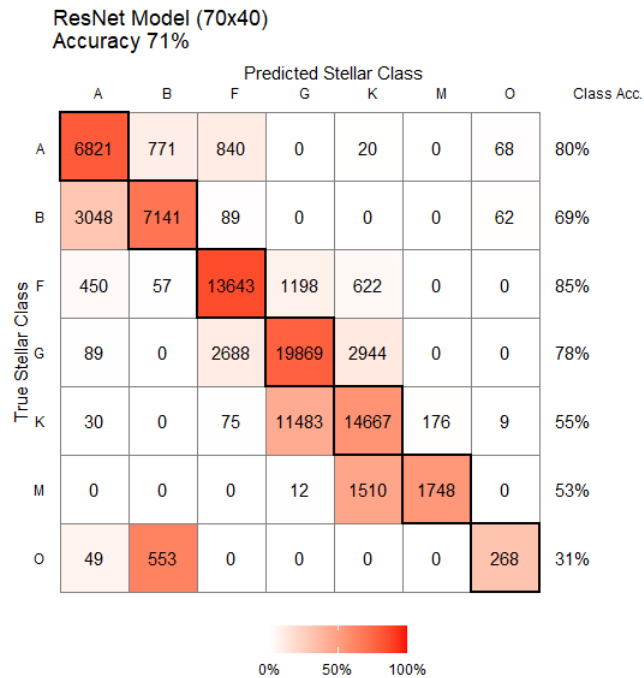 ResNet Model (70x40)
Accuracy 71%
Predicted Stellar Class
A B F G K M O Class Acc.
True Stellar Class
A 6821 771 840 0 20 0 68 80%
B 3048 7141 89 0 0 0 62 69%
F 450 57 13643 1198 622 0 0 85%
G 89 0 2688 19869 2944 0 0 78%
K 30 0 75 11483 14667 176 9 55%
M 0 0 0 12 1510 1748 0 53%
O 49 553 0 0 0 0 268 31%
0% 50% 100%